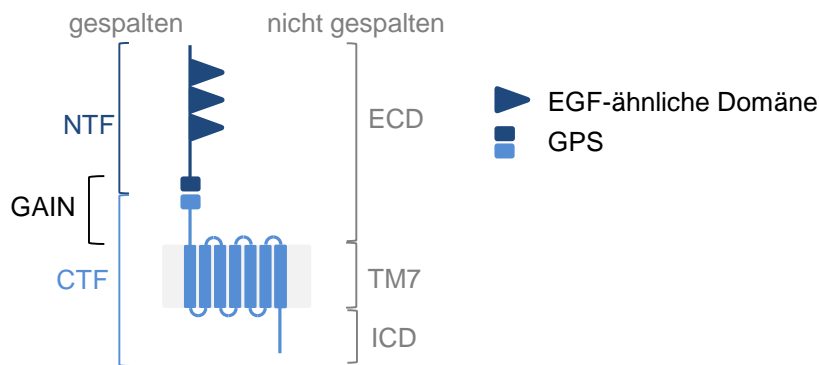 gespalten
nicht gespalten
NTF
ECD
EGF-ähnliche Domäne
GPS
GAIN
CTF
TM7
ICD